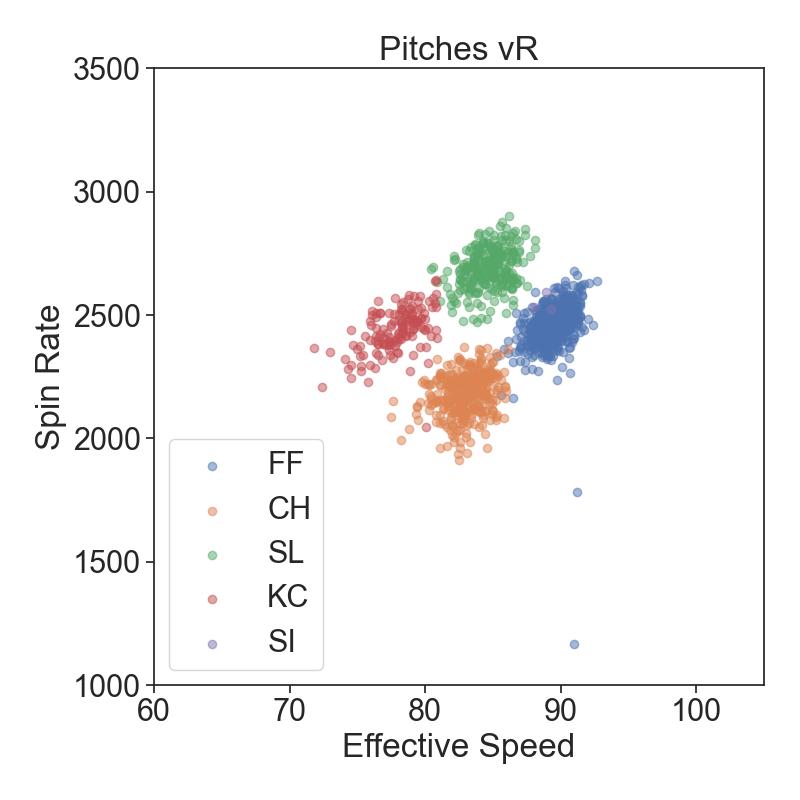 Pitches vR
3500
3000
2500
2000
1500
1000
Spin Rate
FF
CH
SL
KC
SI
60 70 80 90 100
Effective Speed